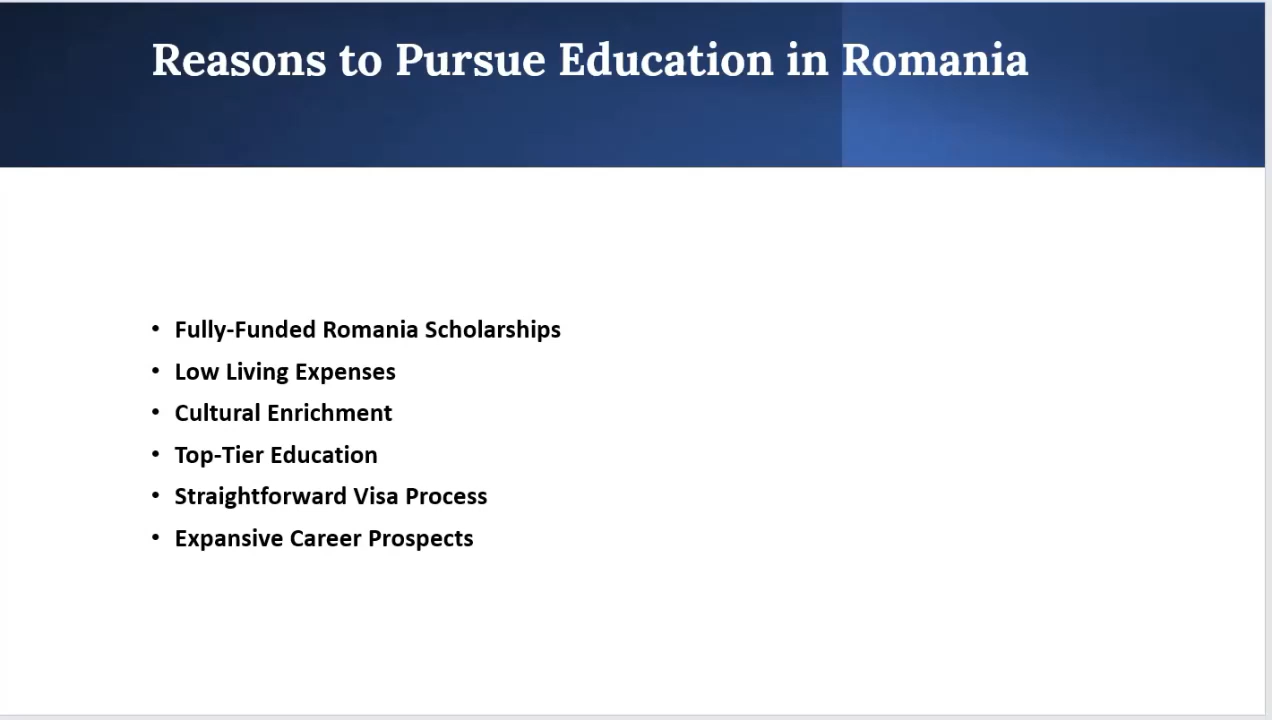 Reasons to Pursue Education in Romania
• Fully-Funded Romania Scholarships
• Low Living Expenses
• Cultural Enrichment
• Top-Tier Education
• Straightforward Visa Process
• Expansive Career Prospects